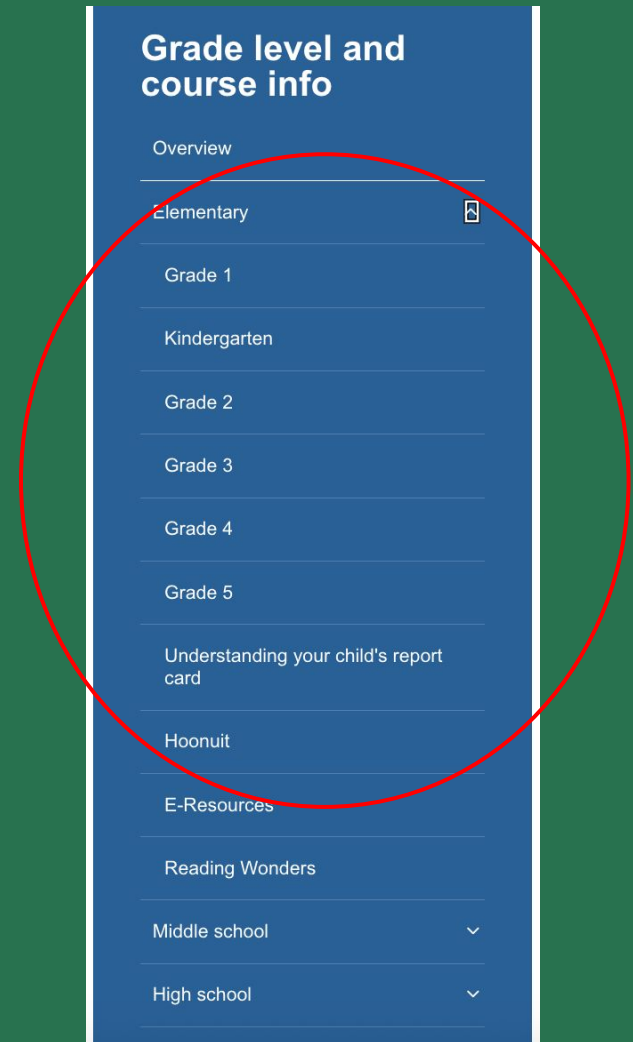 Grade level and
course info
Overview
Elementary
Grade 1
Kindergarten
Grade 2
Grade 3
Grade 4
Grade 5
Understanding your child's report
card
Hoonuit
E-Resources
Reading Wonders
Middle school
High school